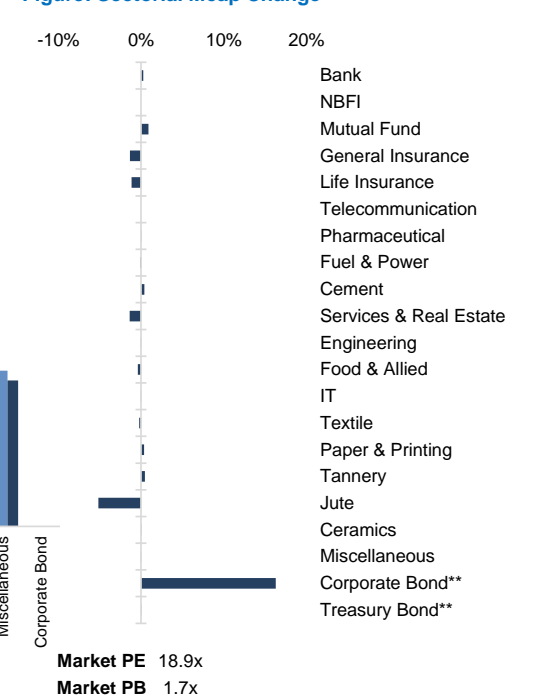 -10% 0% 10% 20%
Bank
NBFI
Mutual Fund
General Insurance
Life Insurance
Telecommunication
Pharmaceutical
Fuel & Power
Cement
Services & Real Estate
Engineering
Food & Allied
IT
Textile
Paper & Printing
Tannery
Jute
Ceramics
Miscellaneous
Corporate Bond**
Treasury Bond**
Miscellaneous
Corporate Bond
Market PE 18.9x
Market PB 1.7x